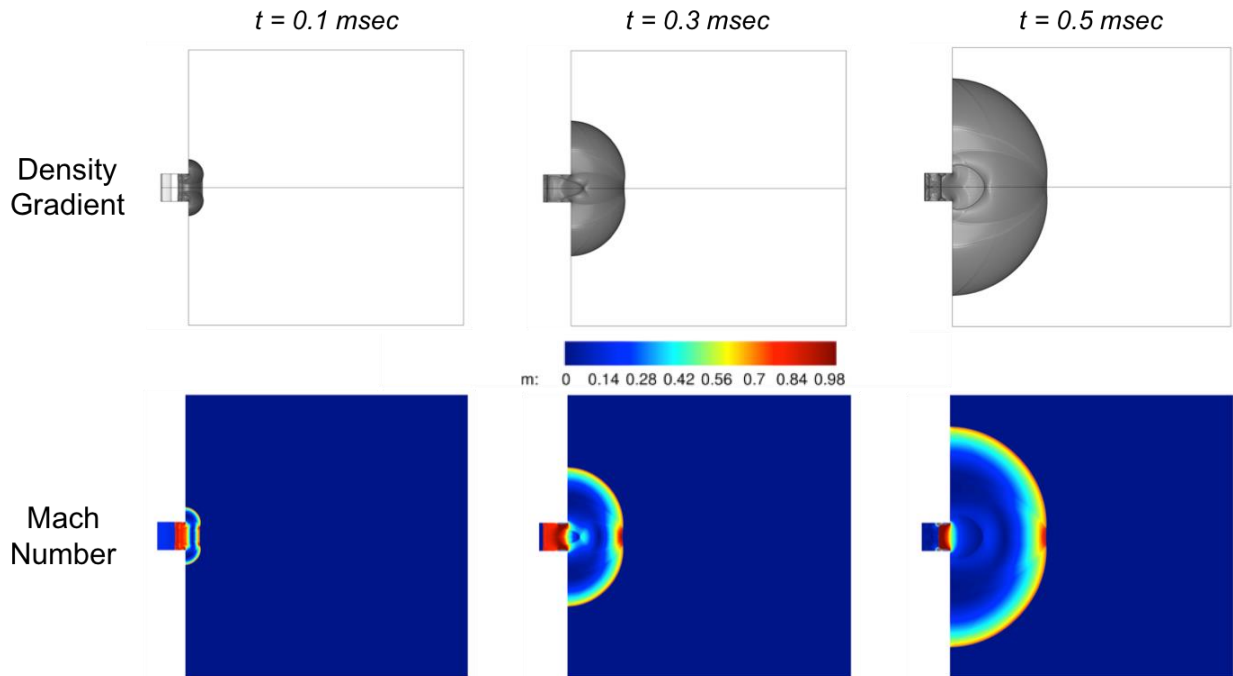 t = 0.1 msec
t = 0.3 msec
t = 0.5 msec
Density
Gradient
m: 0 0.14 0.28 0.42 0.56 0.7 0.84 0.98
Mach
Number